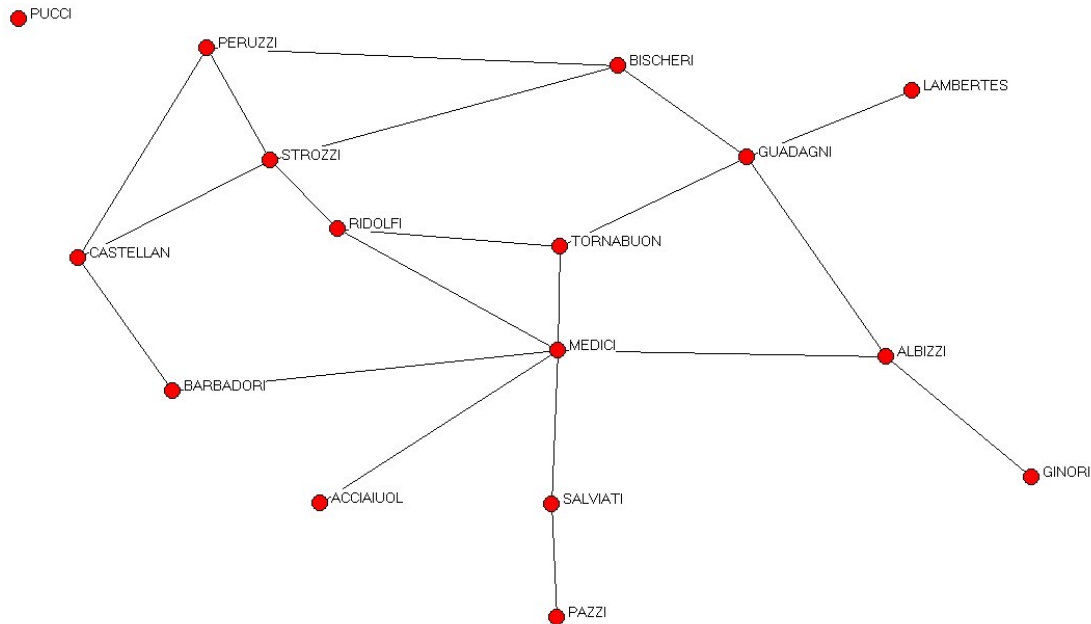 PUCCI
PERUZZI
BISCHERI
LAMBERTES
STROZZI
GUADAGNI
RIDOLFI
TORNABUON
CASTELLAN
MEDICI
ALBIZZI
BARBADORI
GINORI
ACCIAIUOL
SALVIATI
PAZZI